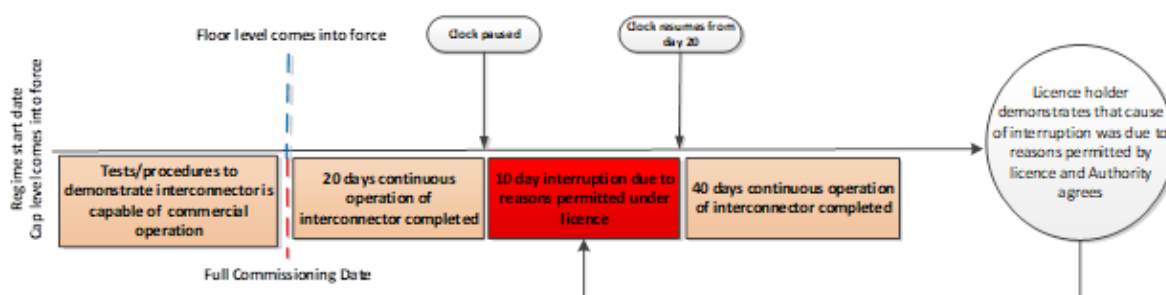 Regime start date
Cap level comes into force
Floor level comes into force
Clock paused
Clock resumes from
day 20
Tests/procedures to
demonstrate interconnector is
capable of commercial
operation
20 days continuous
operation of
interconnector completed
10 day interruption due to
reasons permitted under
licence
40 days continuous operation
of interconnector completed
Licence holder
demonstrates that cause
of interruption was due to
reasons permitted by
licence and Authority
agrees
Full Commissioning Date